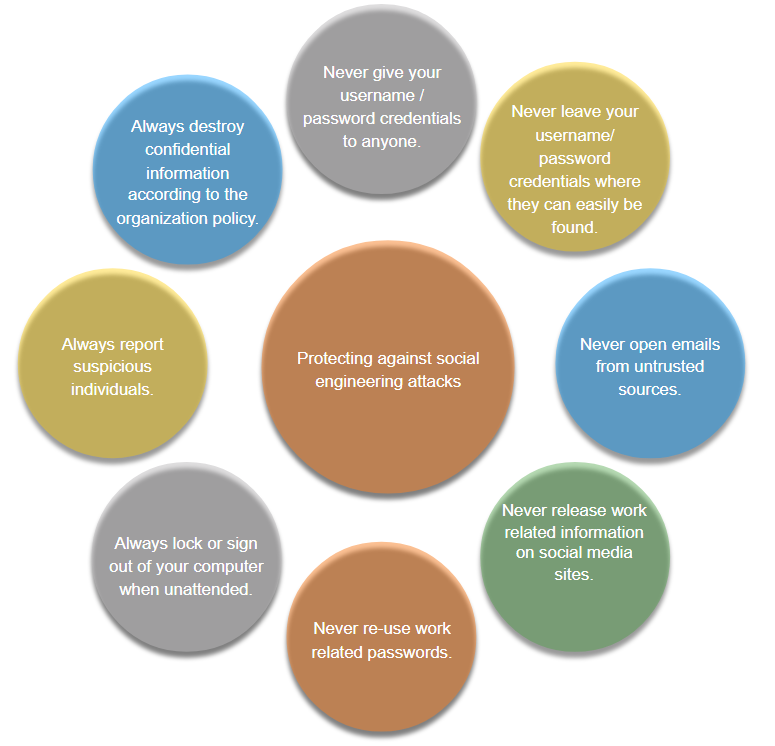 Never give your
username /
password credentials
to anyone.
Never leave your
username/
password
credentials where
they can easily be
found.
Never open emails
from untrusted
sources.
Never release work
related information
on social media
sites.
Never re-use work
related passwords.
Always lock or sign
out of your computer
when unattended.
Always report
suspicious
individuals.
Always destroy
confidential
information
according to the
organization policy.
Protecting against social
engineering attacks